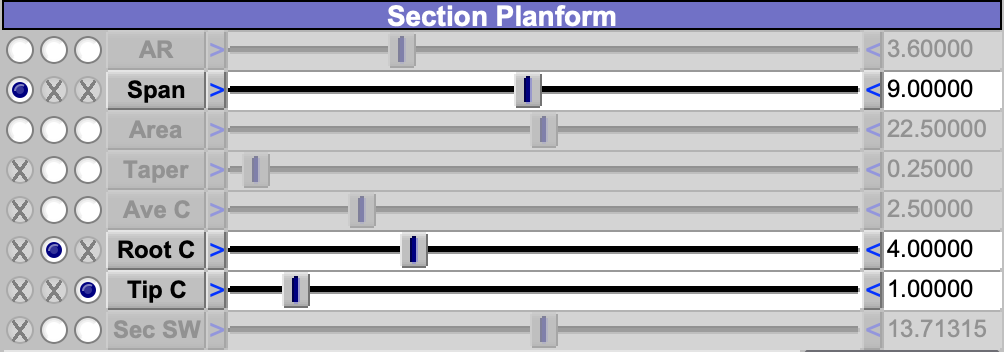 Section Planform
AR > < 3.60000
X X Span > < 9.00000
Area > < 22.50000
X Taper > < 0.25000
X Ave C > < 2.50000
X X Root C > < 4.00000
X X Tip C > < 1.00000
X Sec SW > < 13.71315